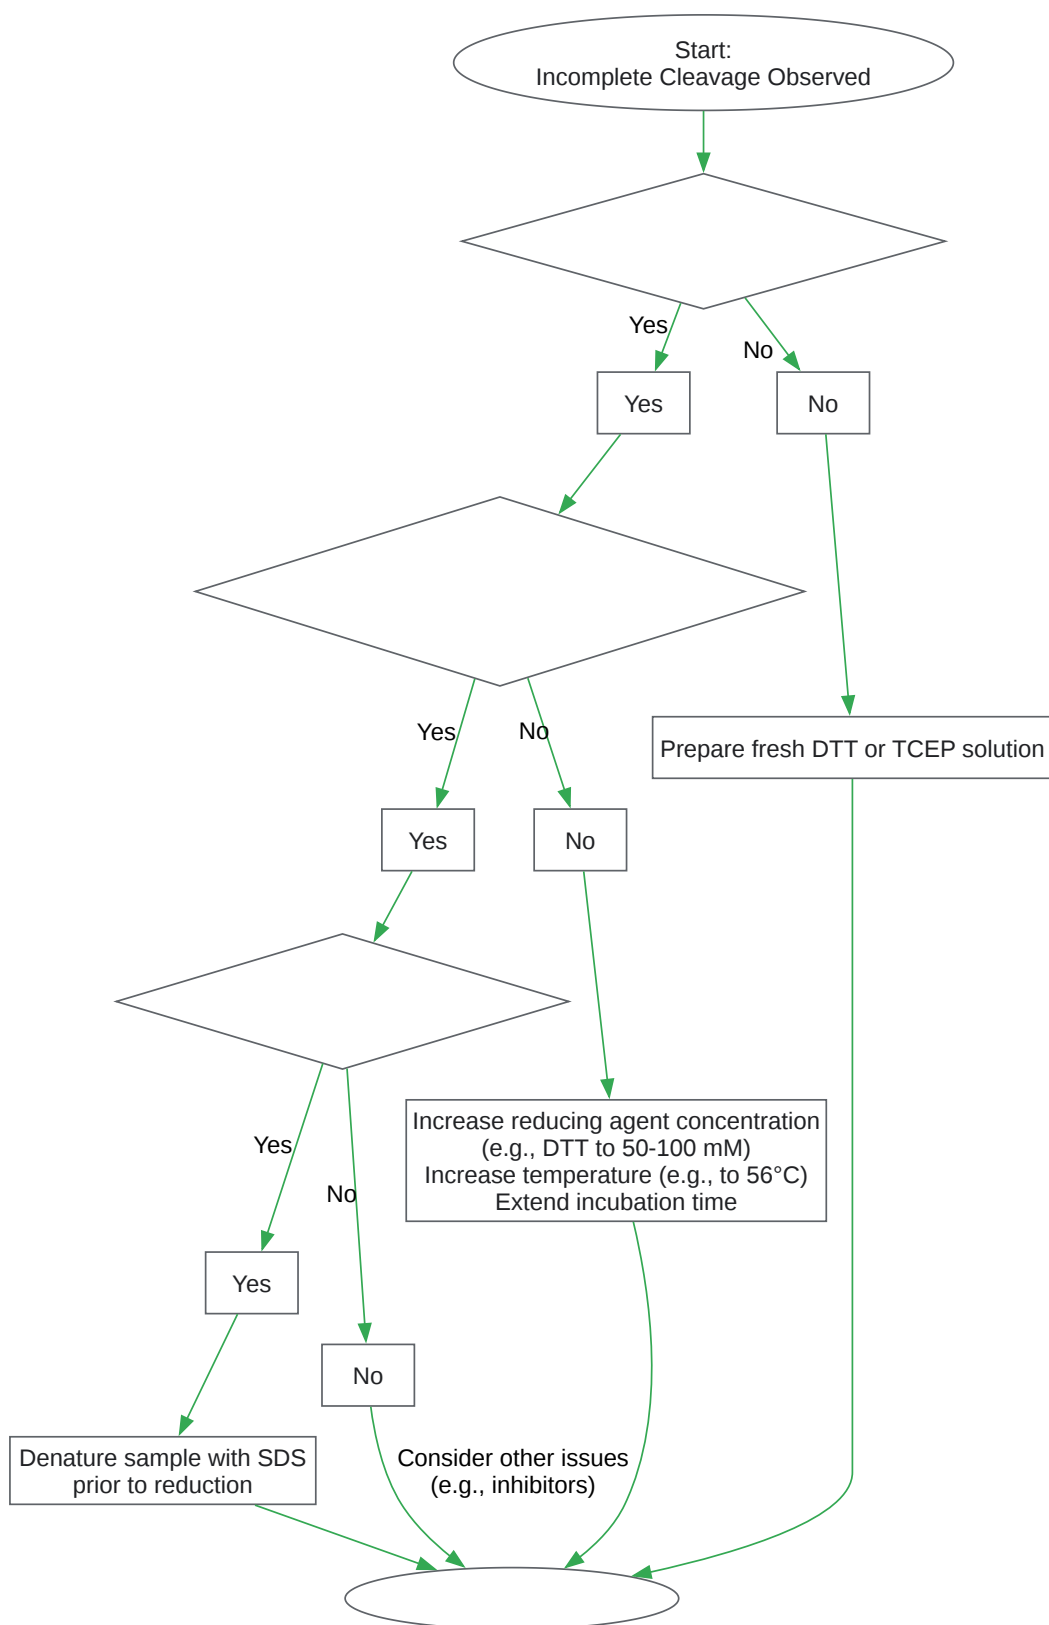 Start:
Incomplete Cleavage Observed
Yes
No
Yes
No
Yes
No
Prepare fresh DTT or TCEP solution
Yes
No
Increase reducing agent concentration
(e.g., DTT to 50-100 mM)
Increase temperature (e.g., to 56°C)
Extend incubation time
Yes
No
Yes
No
Denature sample with SDS
prior to reduction
Consider other issues
(e.g., inhibitors)